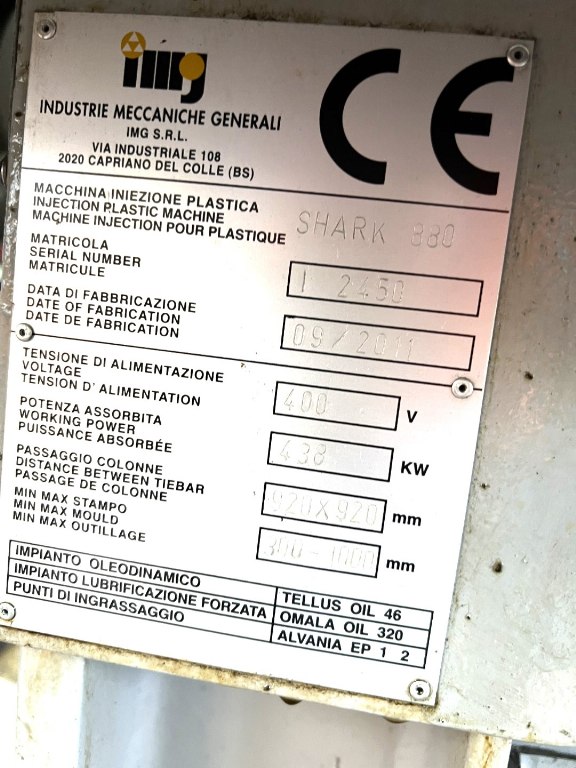 img
CE
INDUSTRIE MECCANICHE GENERALI
IMG S.R.L.
VIA INDUSTRIALE 108
2020 CAPRIANO DEL COLLE (BS)
MACCHINA INIEZIONE PLASTICA
INJECTION PLASTIC MACHINE
MACHINE INJECTION POUR PLASTIQUE
SHARK 880
MATRICOLA
SERIAL NUMBER
MATRICULE
I 2450
DATA DI FABBRICAZIONE
DATE OF FABRICATION
DATE DE FABRICATION
09/2011
TENSIONE DI ALIMENTAZIONE
VOLTAGE
TENSION D' ALIMENTATION
400 V
POTENZA ASSORBITA
WORKING POWER
PUISSANCE ABSORBÉE
438 KW
PASSAGGIO COLONNE
DISTANCE BETWEEN TIEBAR
PASSAGE DE COLONNE
920X920 mm
MIN MAX STAMPO
MIN MAX MOULD
MIN MAX OUTILLAGE
-1000 mm
IMPIANTO OLEODINAMICO TELLUS OIL 46
IMPIANTO LUBRIFICAZIONE FORZATA OMALA OIL 320
PUNTI DI INGRASSAGGIO ALVANIA EP 1 2